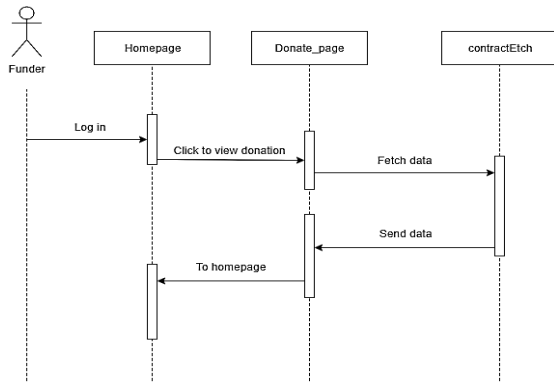 Homepage
Donate_page
contractEtch
Funder
Log in
Click to view donation
Fetch data
Send data
To homepage